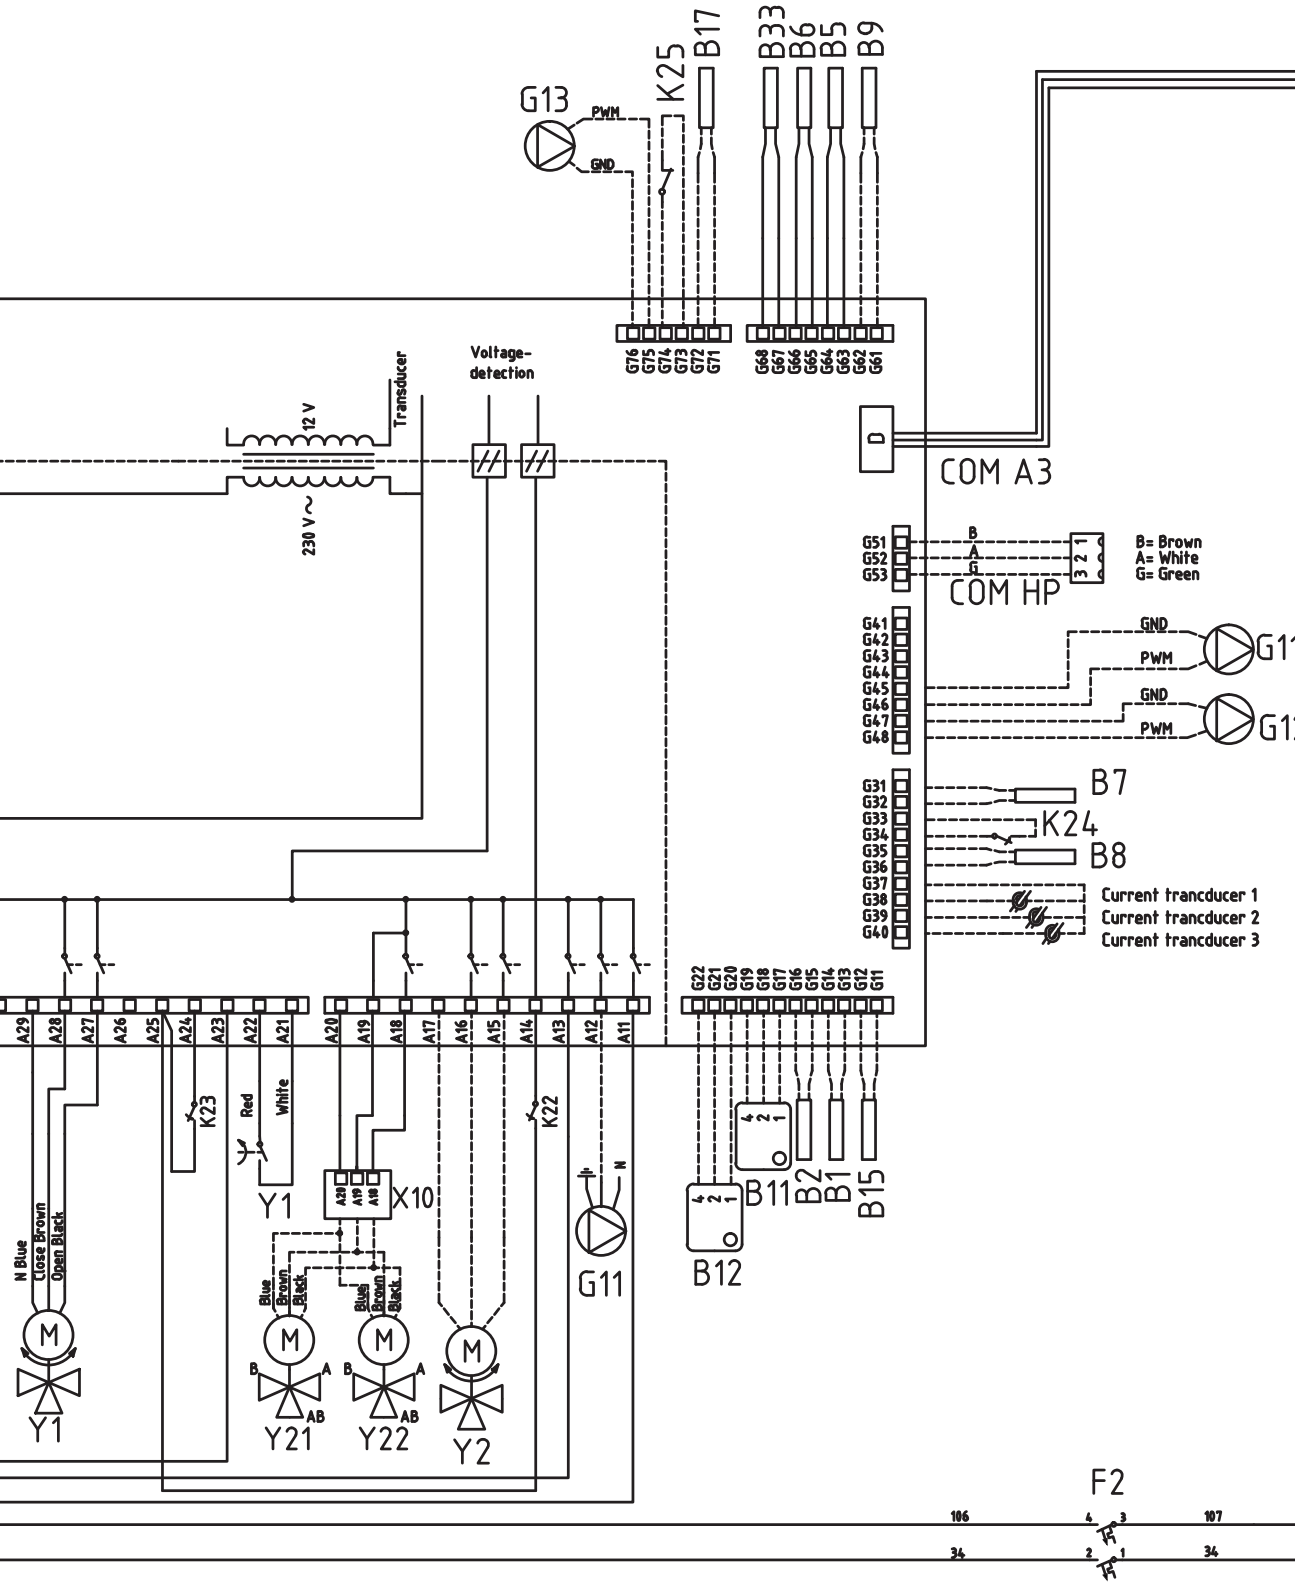 B17
B33
B6
B5
B9
K25
G13
PWM
GND
G76
G75
G74
G73
G72
G71
G68
G67
G66
G65
G64
G63
G62
G61
Voltage-
detection
Transducer
12 V
230 V ~
D
COM A3
G51
G52
G53
B
A
G
1
2
3
COM HP
B= Brown
A= White
G= Green
G41
G42
G43
G44
G45
G46
G47
G48
GND
PWM
GND
PWM
G11
G1
G31
G32
G33
G34
G35
G36
G37
G38
G39
G40
B7
K24
B8
Current trancducer 1
Current trancducer 2
Current trancducer 3
G22
G21
G20
G19
G18
G17
G16
G15
G14
G13
G12
G11
A29
A28
A27
A26
A25
A24
A23
A22
A21
A20
A19
A18
A17
A16
A15
A14
A13
A12
A11
K23
Red
White
Y1
K22
4
2
1
B11
B2
B1
B15
4
2
1
B12
A20
A19
A18
X10
N
G11
N Blue
Close Brown
Open Black
Blue
Brown
Black
Blue
Brown
Black
M
Y1
M
B
A
AB
Y21
M
B
A
AB
Y22
M
Y2
F2
106
4
3
107
34
2
1
34